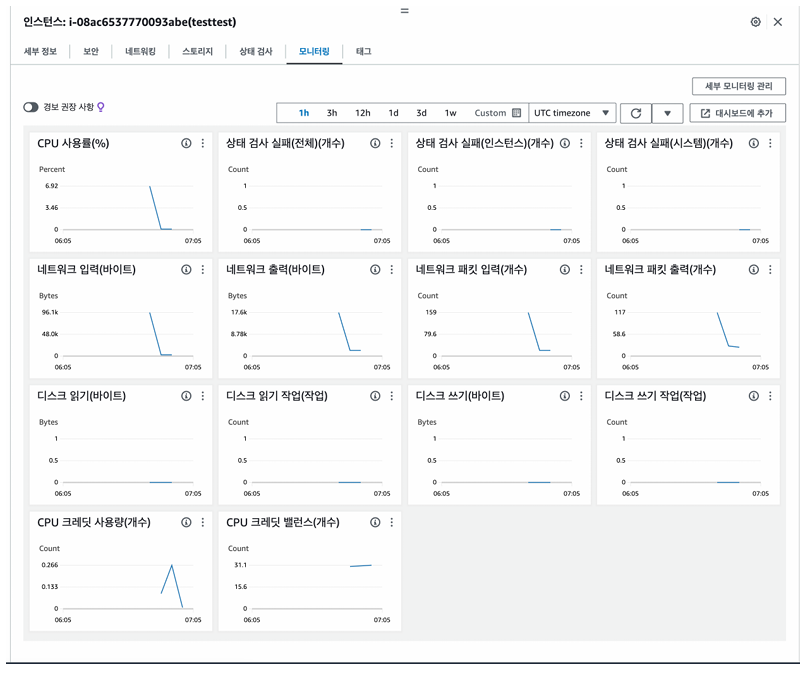 인스턴스: i-08ac6537770093abe(testtest)
세부 정보 보안 네트워킹 스토리지 상태 검사 모니터링 태그
세부 모니터링 관리
경보 권장 사항
1h 3h 12h 1d 3d 1w Custom UTC timezone 대시보드에 추가
CPU 사용률(%)
Percent
6.92
3.46
0
06:05 07:05
상태 검사 실패(전체)(개수)
Count
1
0.5
0
06:05 07:05
상태 검사 실패(인스턴스)(개수)
Count
1
0.5
0
06:05 07:05
상태 검사 실패(시스템)(개수)
Count
1
0.5
0
06:05 07:05
네트워크 입력(바이트)
Bytes
96.1k
48.0k
0
06:05 07:05
네트워크 출력(바이트)
Bytes
17.6k
8.78k
0
06:05 07:05
네트워크 패킷 입력(개수)
Count
159
79.6
0
06:05 07:05
네트워크 패킷 출력(개수)
Count
117
58.6
0
06:05 07:05
디스크 읽기(바이트)
Bytes
1
0.5
0
06:05 07:05
디스크 읽기 작업(작업)
Count
1
0.5
0
06:05 07:05
디스크 쓰기(바이트)
Bytes
1
0.5
0
06:05 07:05
디스크 쓰기 작업(작업)
Count
1
0.5
0
06:05 07:05
CPU 크레딧 사용량(개수)
Count
0.266
0.133
0
06:05 07:05
CPU 크레딧 밸런스(개수)
Count
31.1
15.6
0
06:05 07:05